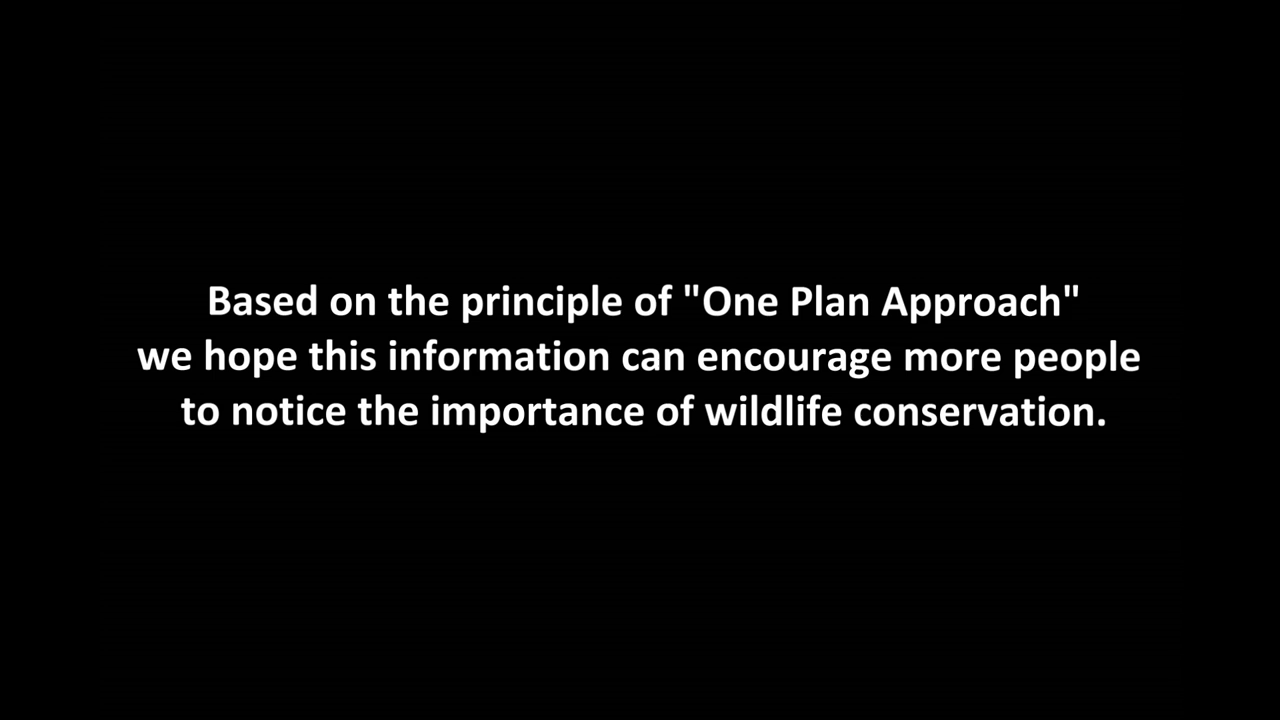 Based on the principle of "One Plan Approach"
we hope this information can encourage more people
to notice the importance of wildlife conservation.